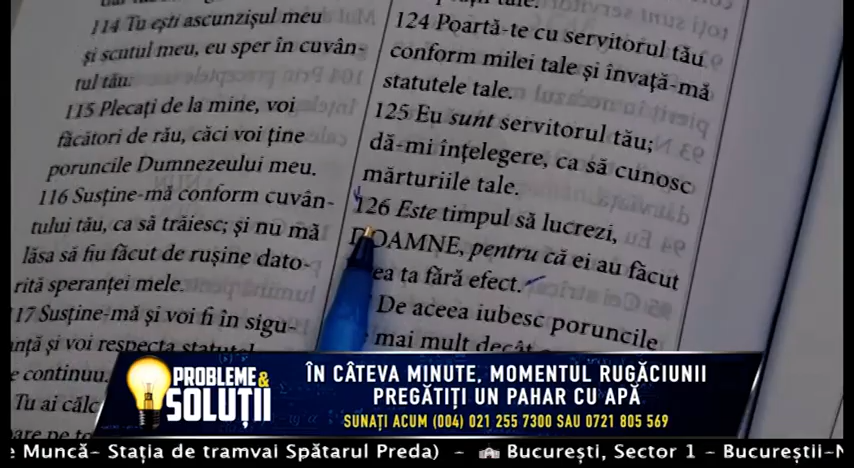 114 Tu ești ascunzișul meu
și scutul meu, eu sper în cuvân-
tul tău.
115 Plecați de la mine, voi
făcători de rău, căci voi ține
poruncile Dumnezeului meu.
116 Susține-mă conform cuvân-
tului tău, ca să trăiesc; și nu mă
lăsa să fiu făcut de rușine dato-
rită speranței mele.
117 Susține-mă și voi fi în sigu-
anță și voi respecta
continuu.
Tu ai
tale.
124 Poartă-te cu servitorul tău
conform milei tale și învață-mă
statutele tale.
125 Eu sunt servitorul tău;
dă-mi înțelegere, ca să cunosc
mărturiile tale.
126 Este timpul să lucrezi,
DOAMNE, pentru că ei au făcut
ea ta fără efect.
De aceea iubesc poruncile
mai mult decât
PROBLEME &
SOLUȚII
ÎN CÂTEVA MINUTE, MOMENTUL RUGĂCIUNII
PREGĂTIȚI UN PAHAR CU APĂ
SUNAȚI ACUM (004) 021 255 7300 SAU 0721 805 569
e Muncă- Stația de tramvai Spătarul Preda) - București, Sector 1 - Bucureștii-N